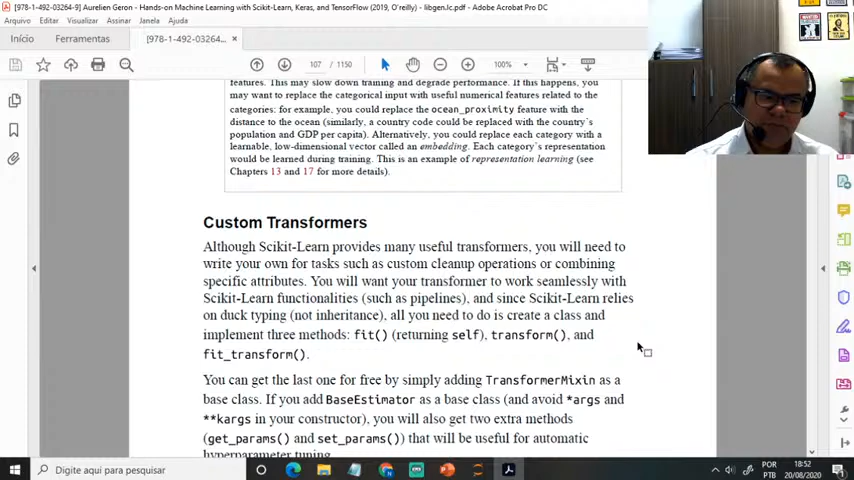 [978-1-492-03264-9] Aurelien Geron - Hands-on Machine Learning with Scikit-Learn, Keras, and TensorFlow (2019, O'reilly) - libgen.lc.pdf - Adobe Acrobat Pro DC
Arquivo Editar Visualizar Assinar Janela Ajuda
Início Ferramentas [978-1-492-03264... ×
107 / 1150 100%
features. This may slow down training and degrade performance. If this happens, you
may want to replace the categorical input with useful numerical features related to the
categories: for example, you could replace the ocean_proximity feature with the
distance to the ocean (similarly, a country code could be replaced with the country's
population and GDP per capita). Alternatively, you could replace each category with a
learnable, low-dimensional vector called an embedding. Each category's representation
would be learned during training. This is an example of representation learning (see
Chapters 13 and 17 for more details).
Custom Transformers
Although Scikit-Learn provides many useful transformers, you will need to
write your own for tasks such as custom cleanup operations or combining
specific attributes. You will want your transformer to work seamlessly with
Scikit-Learn functionalities (such as pipelines), and since Scikit-Learn relies
on duck typing (not inheritance), all you need to do is create a class and
implement three methods: fit() (returning self), transform(), and
fit_transform().
You can get the last one for free by simply adding TransformerMixin as a
base class. If you add BaseEstimator as a base class (and avoid *args and
**kargs in your constructor), you will also get two extra methods
(get_params() and set_params()) that will be useful for automatic
hyperparameter tuning.
Digite aqui para pesquisar
POR
PTB
18:52
20/08/2020